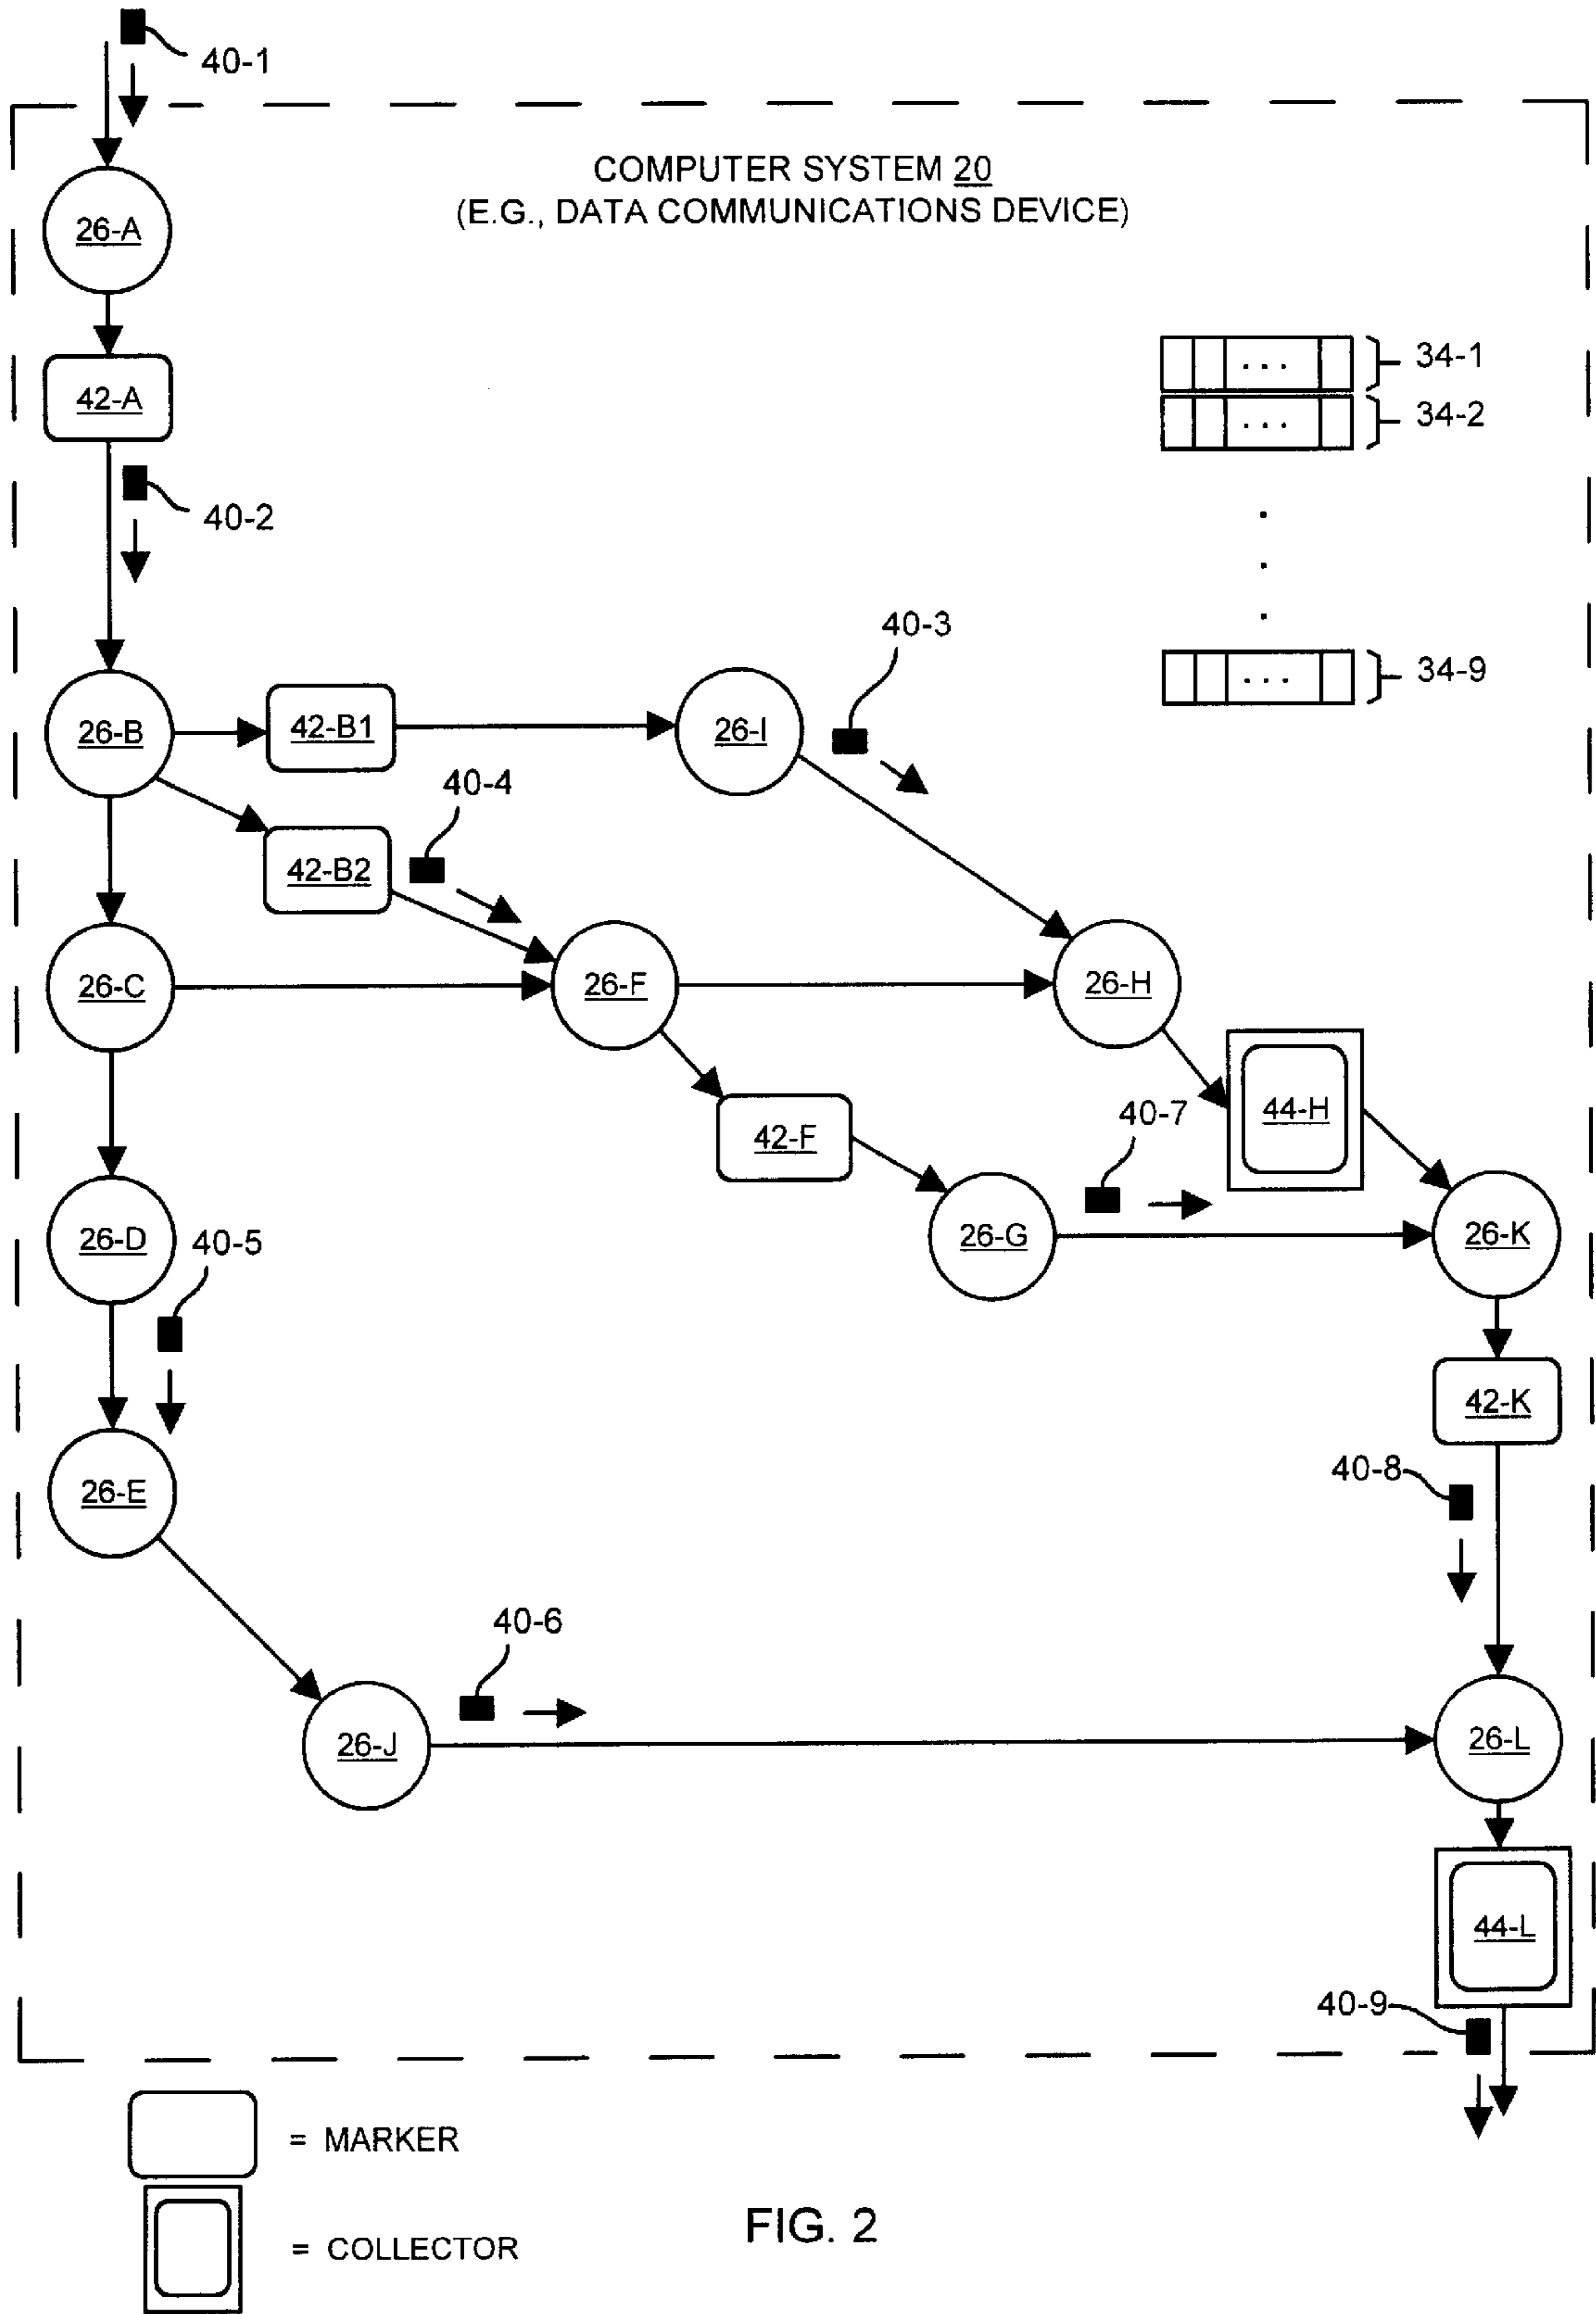 40-1
COMPUTER SYSTEM 20
(E.G., DATA COMMUNICATIONS DEVICE)
26-A
34-1
42-A
34-2
40-2
40-3
34-9
26-B
42-B1
26-I
40-4
42-B2
26-C
26-F
26-H
44-H
40-7
42-F
26-D
40-5
26-G
26-K
42-K
40-8
26-E
40-6
26-J
26-L
44-L
40-9
= MARKER
= COLLECTOR
FIG. 2